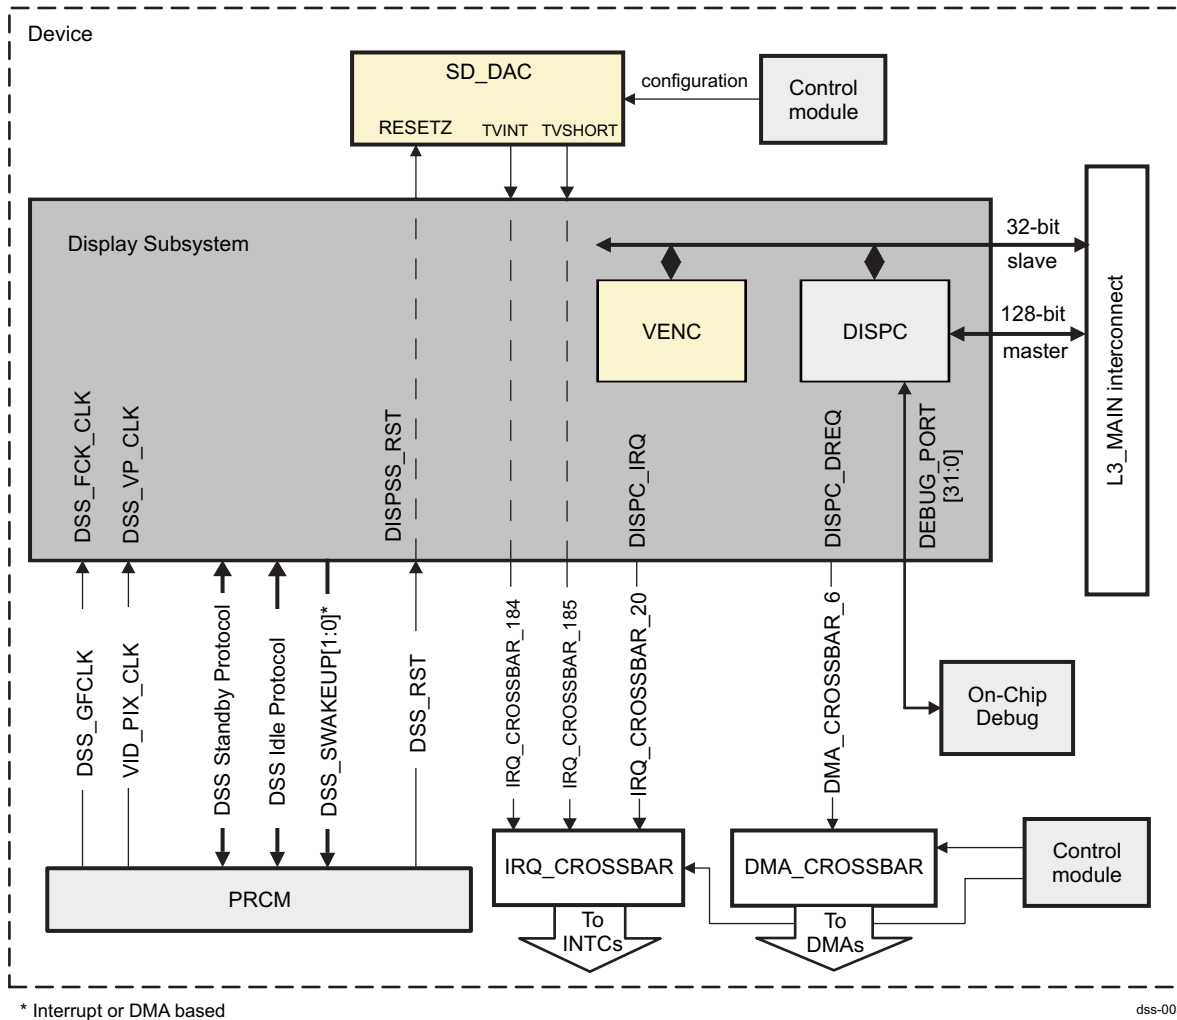 Device
SD_DAC
RESETZ
TVINT
TVSHORT
configuration
Control
module
Display Subsystem
32-bit
slave
128-bit
master
L3_MAIN interconnect
VENC
DISPC
DSS_FCK_CLK
DSS_VP_CLK
DISPSS_RST
DISPC_IRQ
DISPC_DREQ
DEBUG_PORT
[31:0]
DSS_GFCLK
VID_PIX_CLK
DSS Standby Protocol
DSS Idle Protocol
DSS_SWAKEUP[1:0]*
DSS_RST
IRQ_CROSSBAR_184
IRQ_CROSSBAR_185
IRQ_CROSSBAR_20
DMA_CROSSBAR_6
On-Chip
Debug
PRCM
IRQ_CROSSBAR
DMA_CROSSBAR
Control
module
To
INTCs
To
DMAs
* Interrupt or DMA based
dss-00